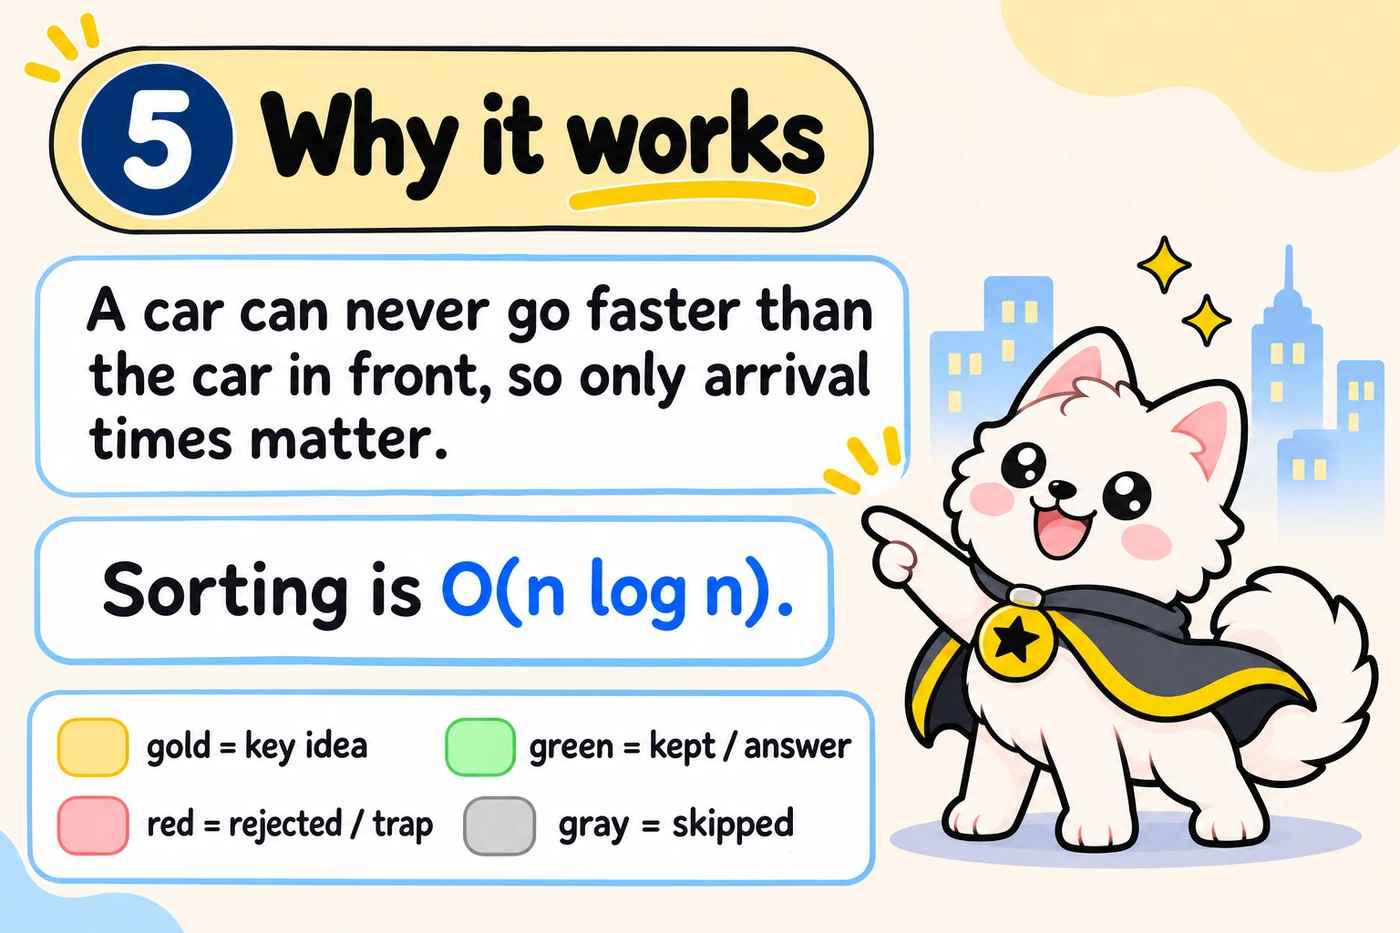 5 Why it works
A car can never go faster than
the car in front, so only arrival
times matter.
Sorting is O(n log n).
gold = key idea
green = kept / answer
red = rejected / trap
gray = skipped